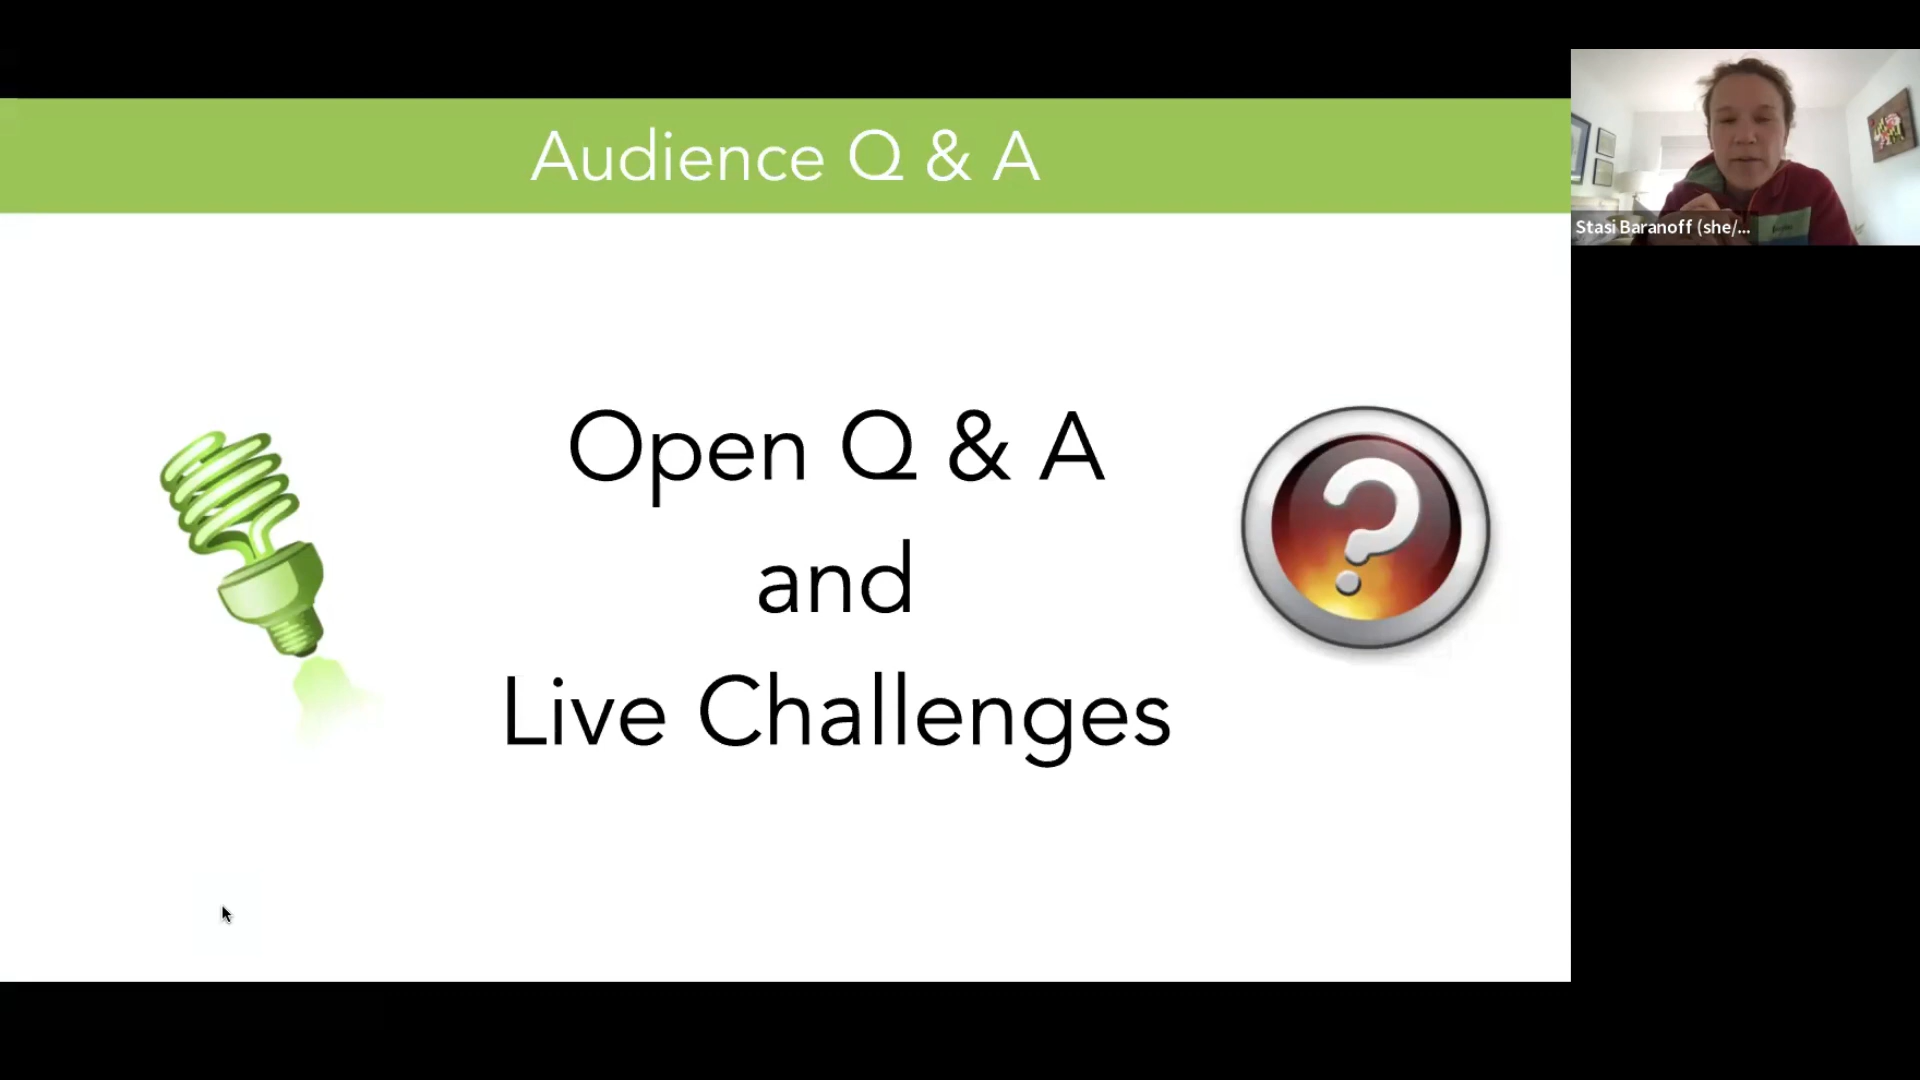 Audience Q & A
Stasi Baranoff (she/...
Open Q & A
and
Live Challenges
?